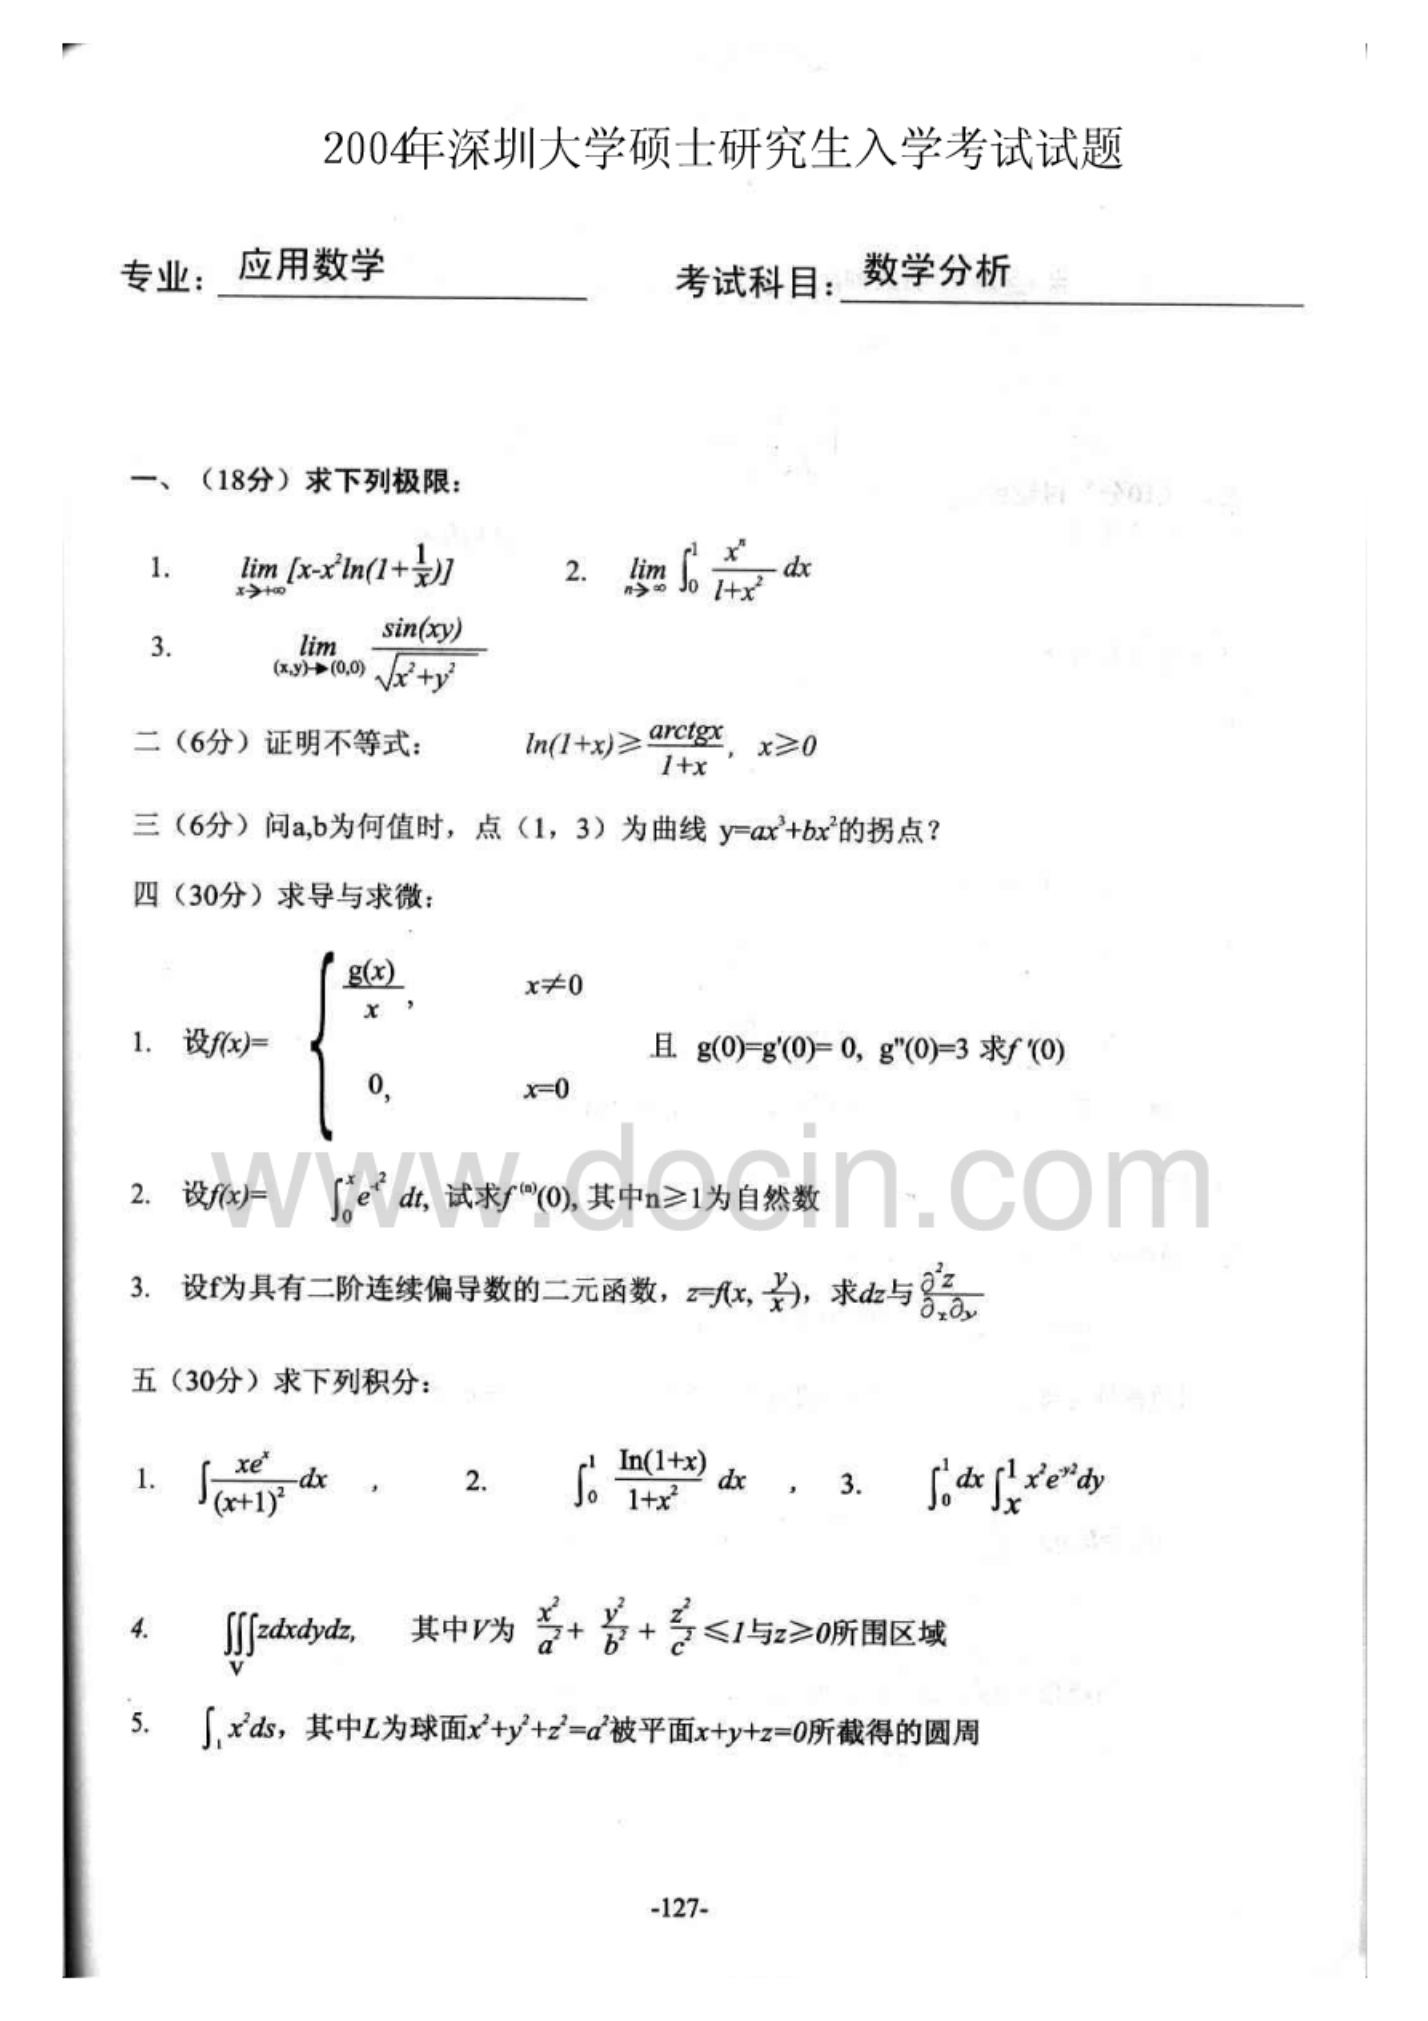 2004年深圳大学硕士研究生入学考试试题
专业： 应用数学 考试科目： 数学分析
一、（18分）求下列极限：
1. lim x→+∞ [x-x²ln(1+1/x)] 2. lim n→∞ ∫₀¹ xⁿ/(1+x²) dx
3. lim (x,y)→(0,0) sin(xy)/√(x²+y²)
二（6分）证明不等式： ln(1+x)≥arctgx/(1+x), x≥0
三（6分）问a,b为何值时，点（1，3）为曲线 y=ax³+bx²的拐点？
四（30分）求导与求微：
1. 设f(x)= { g(x)/x, x≠0
0, x=0 且 g(0)=g'(0)= 0, g"(0)=3 求f '(0)
2. 设f(x)= ∫₀ˣ e^(-t²) dt, 试求f⁽ⁿ⁾(0), 其中n≥1为自然数
3. 设f为具有二阶连续偏导数的二元函数，z=f(x, y/x)，求dz与∂²z/∂x∂y
五（30分）求下列积分：
1. ∫xeˣ/(x+1)² dx , 2. ∫₀¹ In(1+x)/(1+x²) dx , 3. ∫₀¹dx∫ₓ¹x²e^(-y²)dy
4. ∭_V zdxdydz, 其中V为 x²/a²+ y²/b² + z²/c² ≤1与z≥0所围区域
5. ∫₁ x²ds，其中L为球面x²+y²+z²=a²被平面x+y+z=0所截得的圆周
-127-
www.docin.com